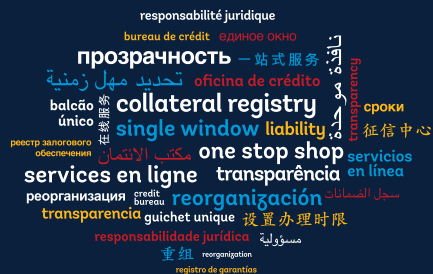 responsabilité juridique
bureau de crédit
единое окно
прозрачность
一站式服务
نافذة موحدة
transparency
تحديد مهل زمنية
oficina de crédito
balcão único
在线服务
collateral registry
сроки
single window
liability
征信中心
реестр залогового обеспечения
مكتب الائتمان
one stop shop
servicios en línea
services en ligne
transparência
реорганизация
credit bureau
reorganización
سجل الضمانات
transparencia
guichet unique
设置办理时限
responsabilidade jurídica
مسؤولية
重组
reorganization
registro de garantías